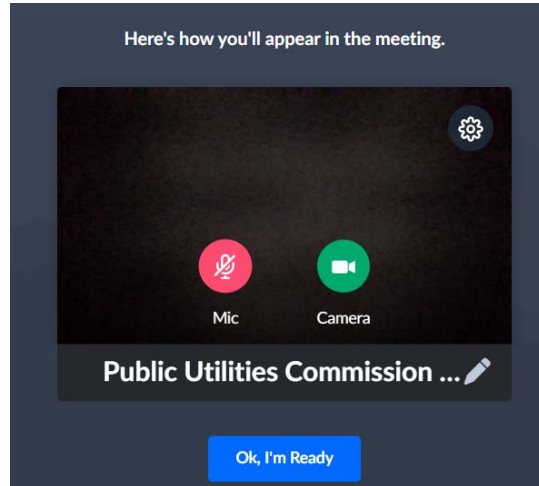 Here's how you'll appear in the meeting.
Mic
Camera
Public Utilities Commission ...
Ok, I'm Ready